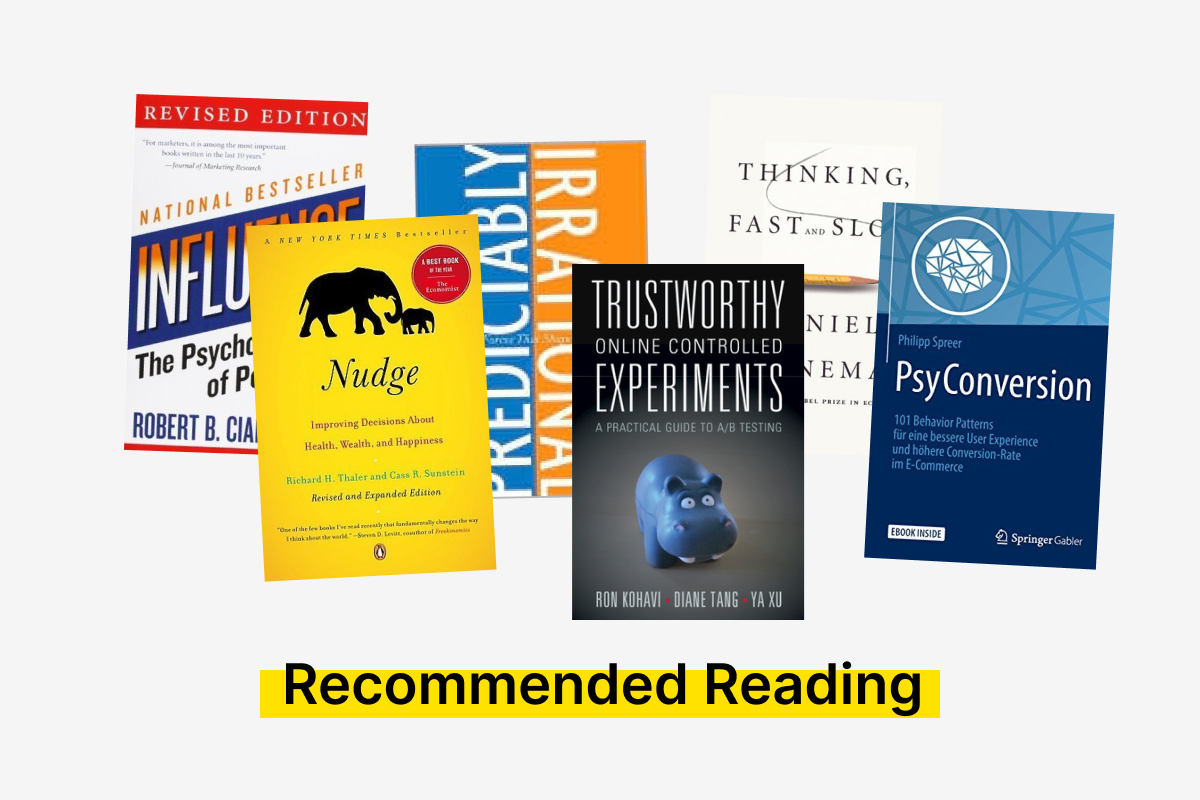 REVISED EDITION
"For marketers, it is among the most important
books written in the last 10 years."
—Journal of Marketing Research
NATIONAL BESTSELLER
INFLUENCE
The Psycho
of Pe
ROBERT B. CIAL
A NEW YORK TIMES Bestseller
A BEST BOOK
OF THE YEAR
The
Economist
Nudge
Improving Decisions About
Health, Wealth, and Happiness
Richard H. Thaler and Cass R. Sunstein
Revised and Expanded Edition
"One of the few books I've read recently that fundamentally changes the way
I think about the world." —Steven D. Levitt, coauthor of Freakonomics
PREDICTABLY
IRRATIONAL
THINKING,
FAST AND SLO
NIEL
NEMA
BEL PRIZE IN EC
TRUSTWORTHY
ONLINE CONTROLLED
EXPERIMENTS
A PRACTICAL GUIDE TO A/B TESTING
RON KOHAVI • DIANE TANG • YA XU
Philipp Spreer
PsyConversion
101 Behavior Patterns
für eine bessere User Experience
und höhere Conversion-Rate
im E-Commerce
EBOOK INSIDE
Springer Gabler
Recommended Reading